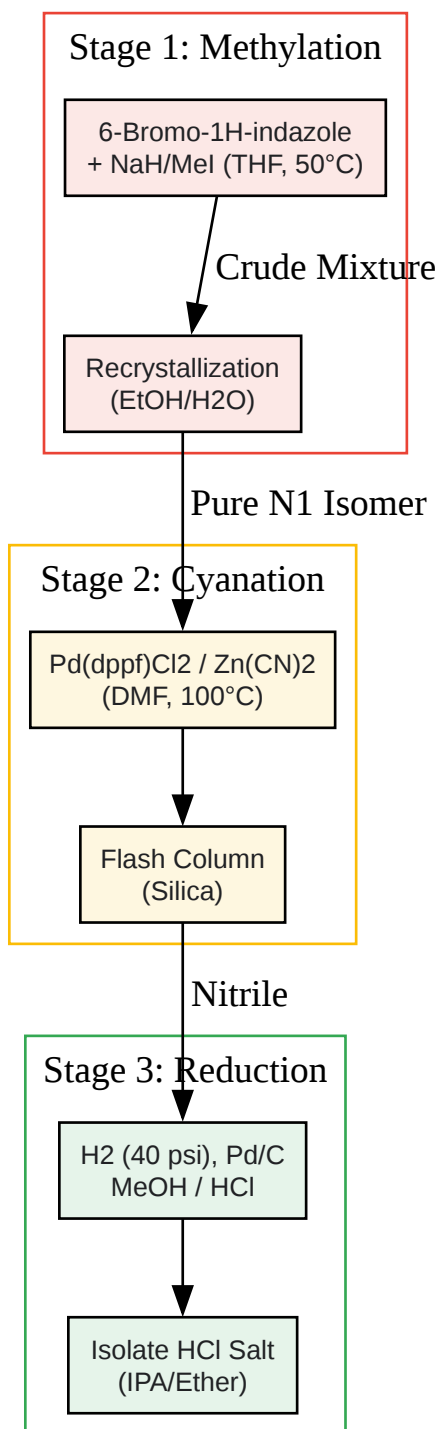 Stage 1: Methylation
6-Bromo-1H-indazole
+ NaH/MeI (THF, 50°C)
Crude Mixture
Recrystallization
(EtOH/H2O)
Pure N1 Isomer
Stage 2: Cyanation
Pd(dppf)Cl2 / Zn(CN)2
(DMF, 100°C)
Flash Column
(Silica)
Nitrile
Stage 3: Reduction
H2 (40 psi), Pd/C
MeOH / HCl
Isolate HCl Salt
(IPA/Ether)